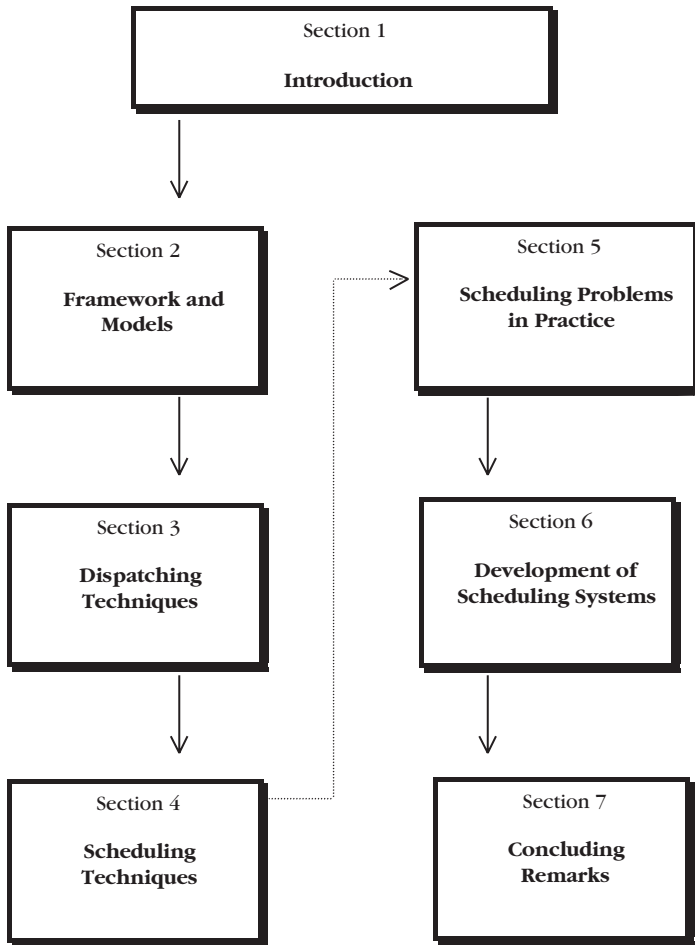 Section 1
Introduction
Section 2
Framework and
Models
Section 3
Dispatching
Techniques
Section 4
Scheduling
Techniques
Section 5
Scheduling Problems
in Practice
Section 6
Development of
Scheduling Systems
Section 7
Concluding
Remarks